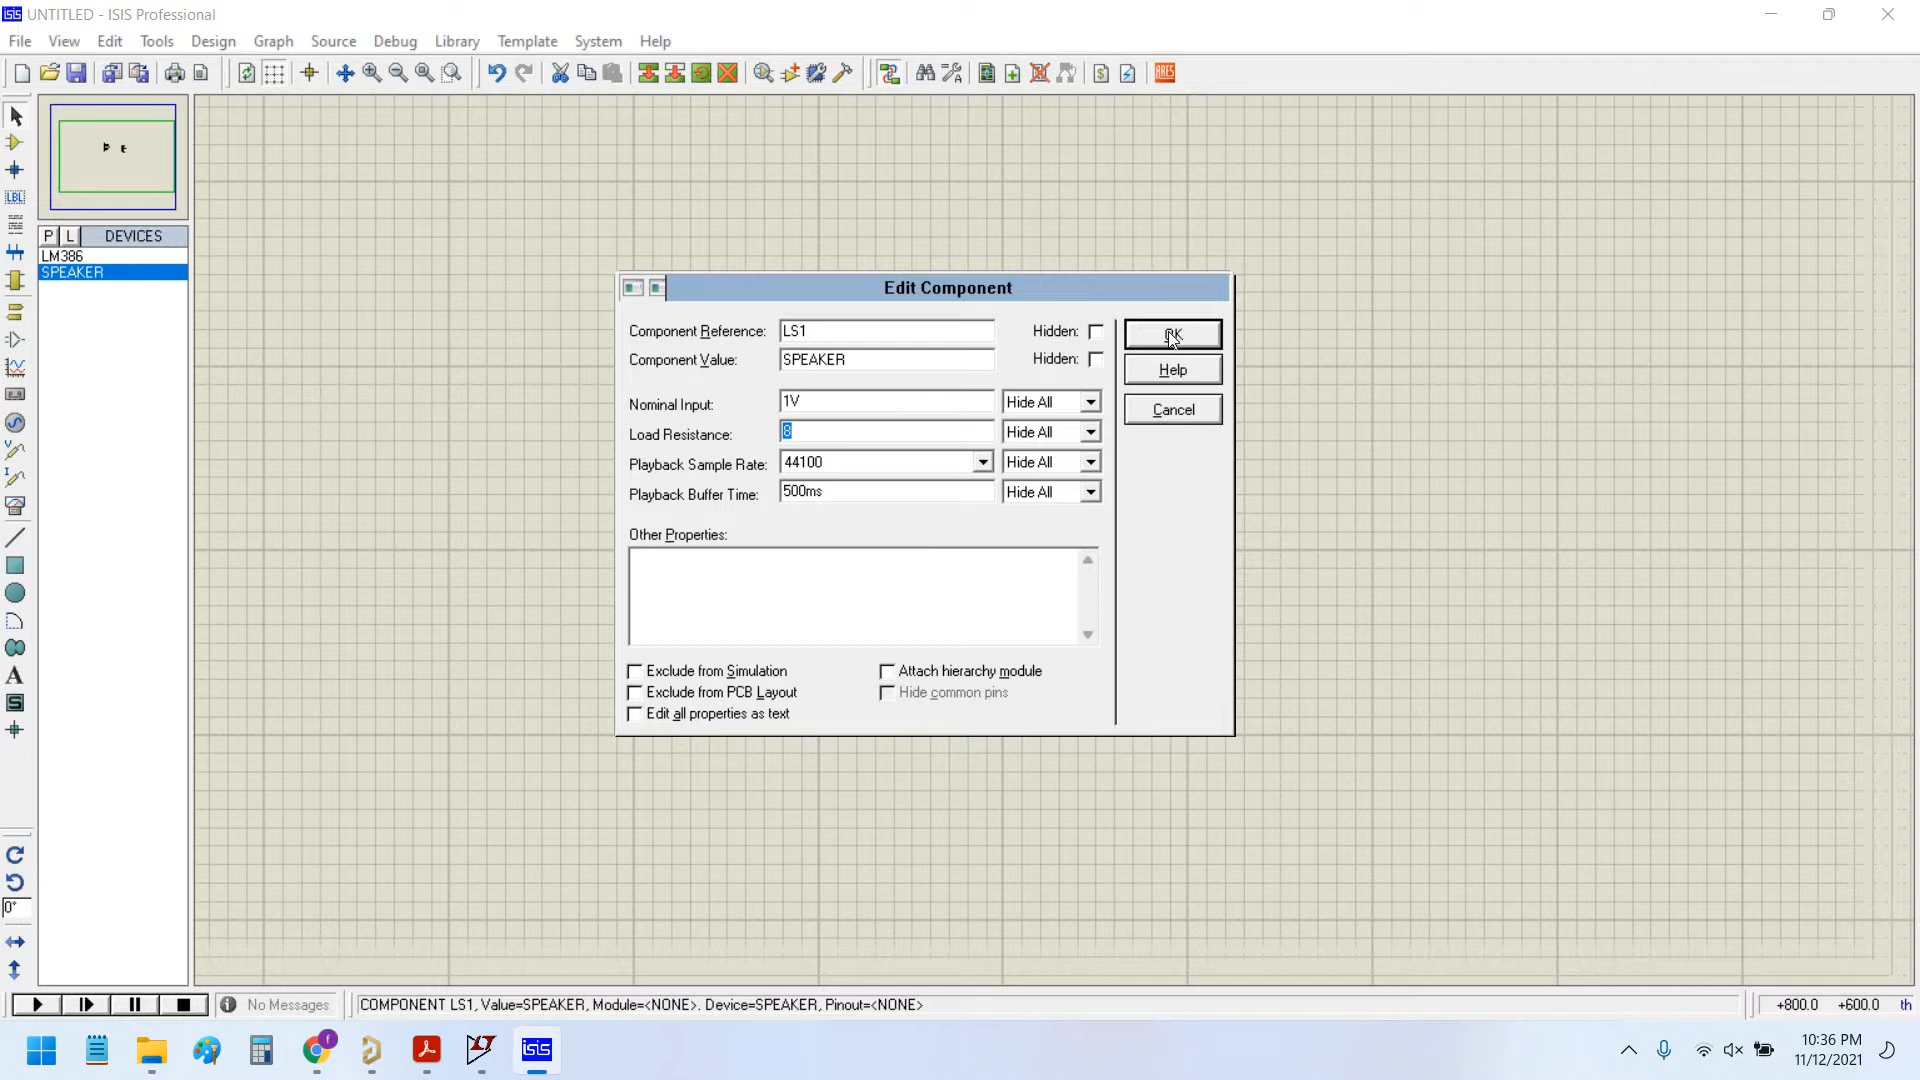 isis UNTITLED - ISIS Professional
File View Edit Tools Design Graph Source Debug Library Template System Help
ARES
LBL
P L DEVICES
LM386
SPEAKER
Edit Component
Component Reference: LS1 Hidden: OK
Component Value: SPEAKER Hidden:
Help
Nominal Input: 1V Hide All
Cancel
Load Resistance: 8 Hide All
Playback Sample Rate: 44100 Hide All
Playback Buffer Time: 500ms Hide All
Other Properties:
Exclude from Simulation Attach hierarchy module
Exclude from PCB Layout Hide common pins
Edit all properties as text
A
S
0°
No Messages COMPONENT LS1, Value=SPEAKER, Module=<NONE>. Device=SPEAKER, Pinout=<NONE> +800.0 +600.0 th
f
isis
10:36 PM
11/12/2021